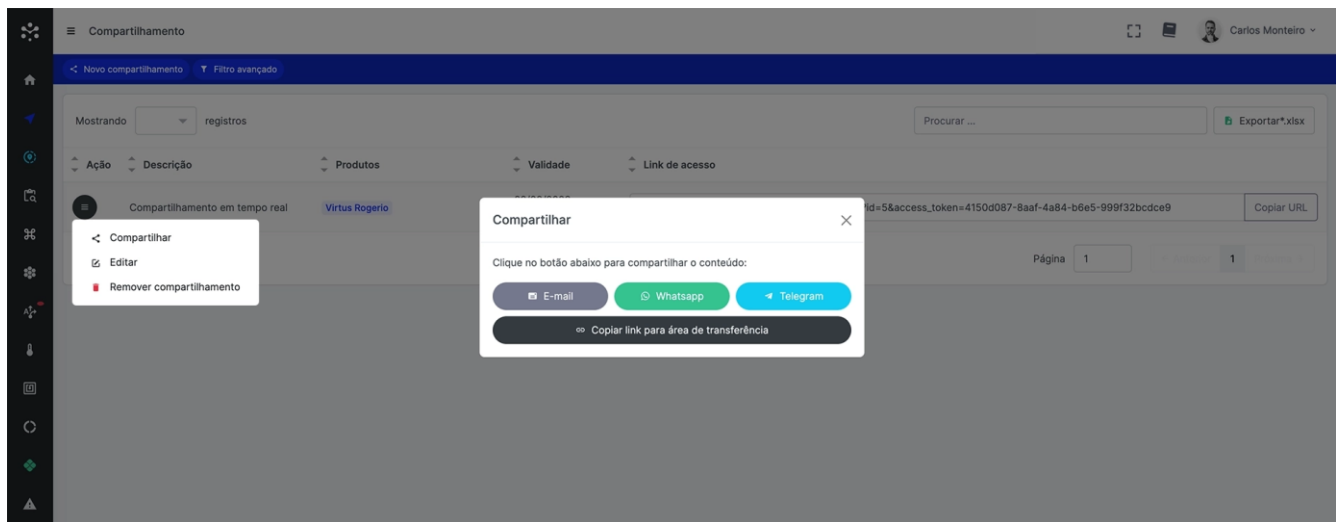 Compartilhamento
Carlos Monteiro
Novo compartilhamento Filtro avançado
Mostrando registros Procurar ... Exportar*.xlsx
Ação Descrição Produtos Validade Link de acesso
Compartilhamento em tempo real Virtus Rogerio id=5&access_token=4150d087-8aaf-4a84-b6e5-999f32bcdce9 Copiar URL
Compartilhar
Editar
Remover compartilhamento
Compartilhar
Clique no botão abaixo para compartilhar o conteúdo:
E-mail Whatsapp Telegram
Copiar link para área de transferência
Página 1 1